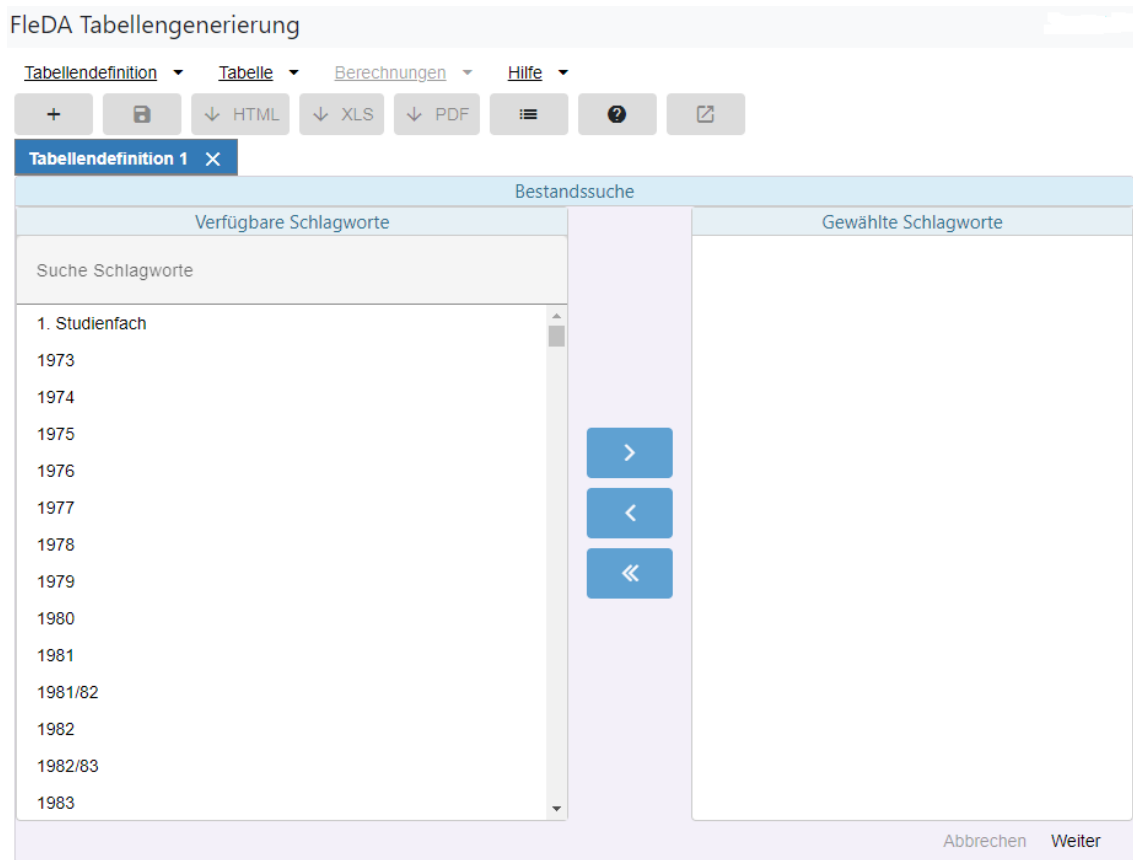 FleDA Tabellengenerierung
Tabellendefinition Tabelle Berechnungen Hilfe
+ HTML XLS PDF
Tabellendefinition 1
Bestandssuche
Verfügbare Schlagworte Gewählte Schlagworte
Suche Schlagworte
1. Studienfach
1973
1974
1975
1976
1977
1978
1979
1980
1981
1981/82
1982
1982/83
1983
Abbrechen Weiter